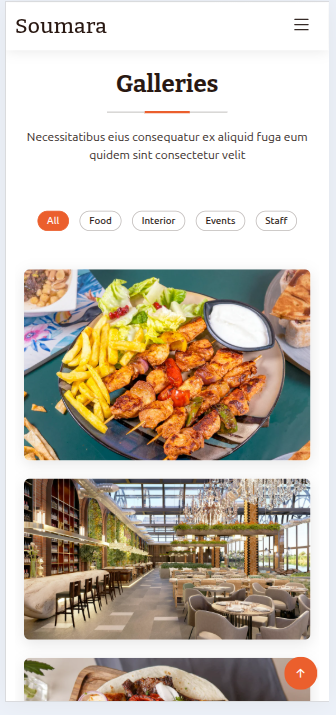 Soumara
Galleries
Necessitatibus eius consequatur ex aliquid fuga eum
quidem sint consectetur velit
All Food Interior Events Staff